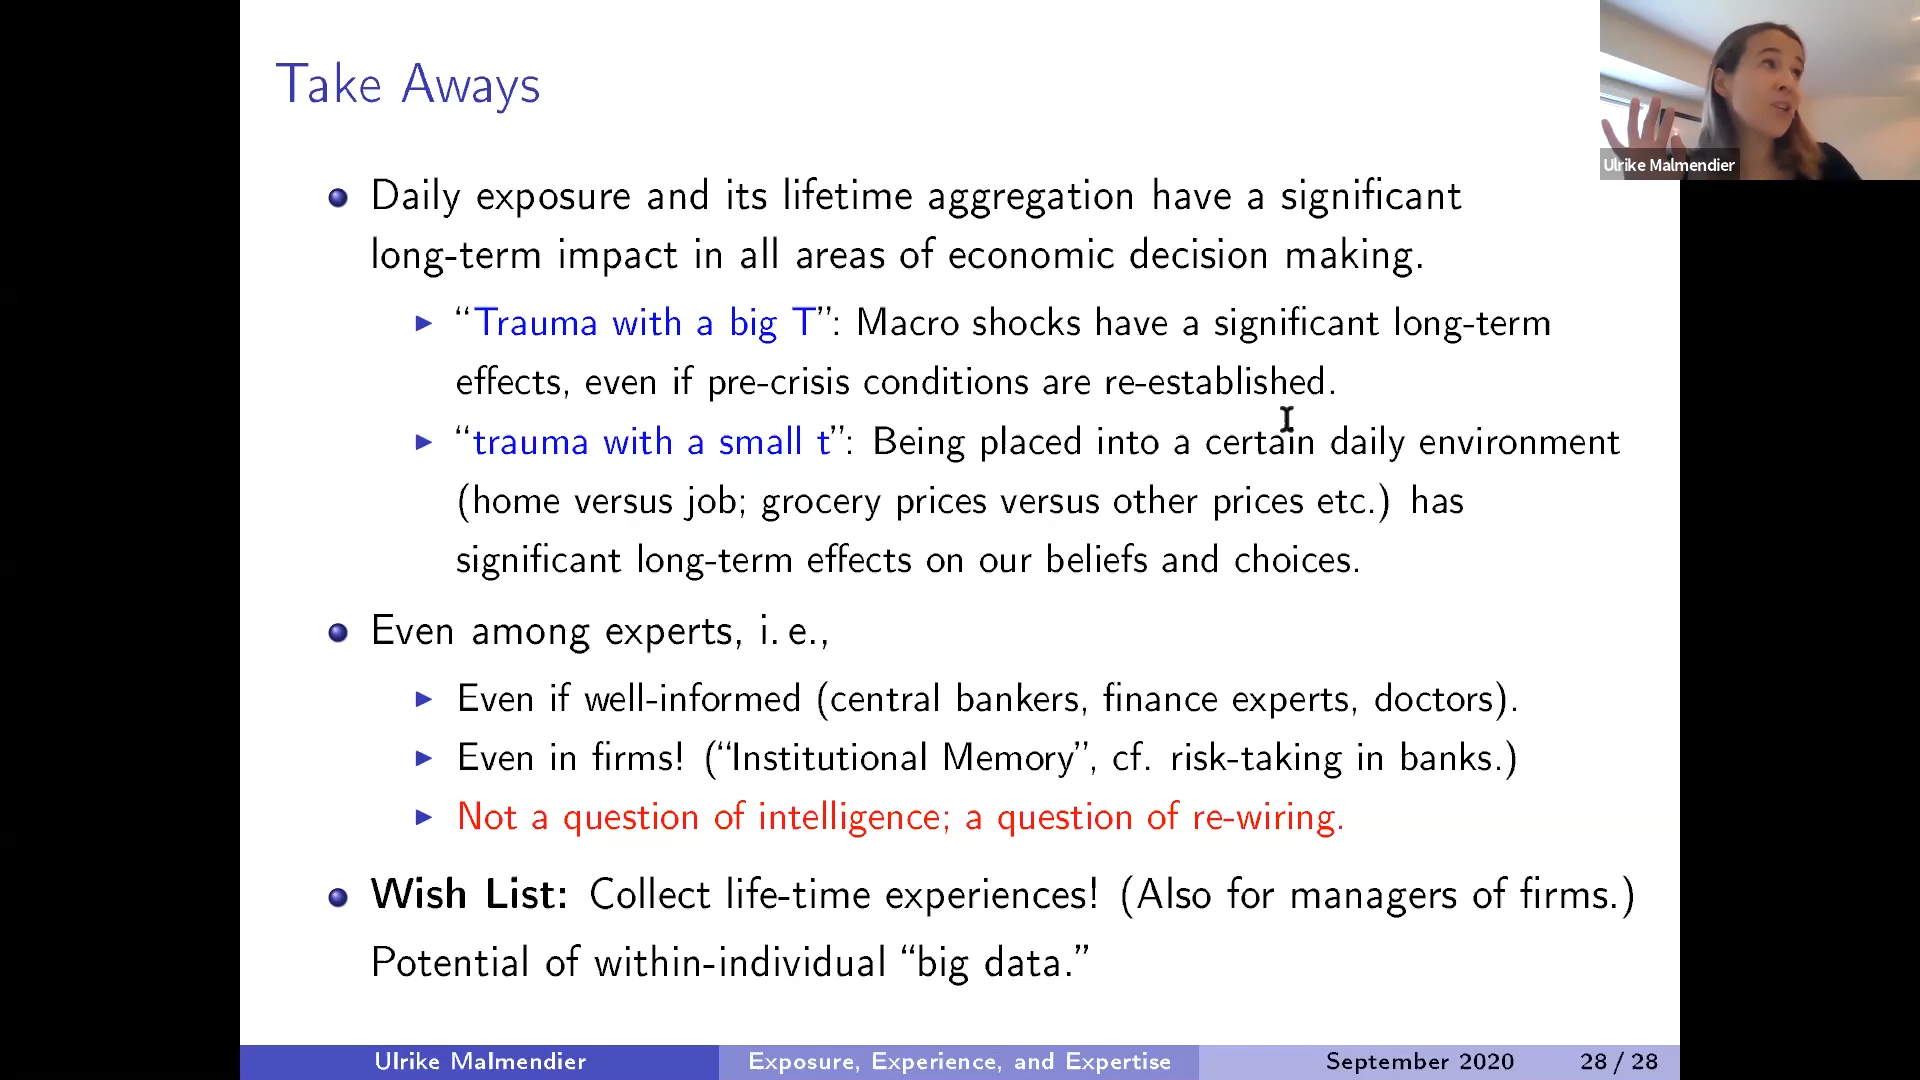 Take Aways
Ulrike Malmendier
Daily exposure and its lifetime aggregation have a significant
long-term impact in all areas of economic decision making.
“Trauma with a big T”: Macro shocks have a significant long-term
effects, even if pre-crisis conditions are re-established.
“trauma with a small t”: Being placed into a certain daily environment
(home versus job; grocery prices versus other prices etc.) has
significant long-term effects on our beliefs and choices.
Even among experts, i. e.,
Even if well-informed (central bankers, finance experts, doctors).
Even in firms! (“Institutional Memory”, cf. risk-taking in banks.)
Not a question of intelligence; a question of re-wiring.
Wish List: Collect life-time experiences! (Also for managers of firms.)
Potential of within-individual “big data.”
Ulrike Malmendier Exposure, Experience, and Expertise September 2020 28 / 28